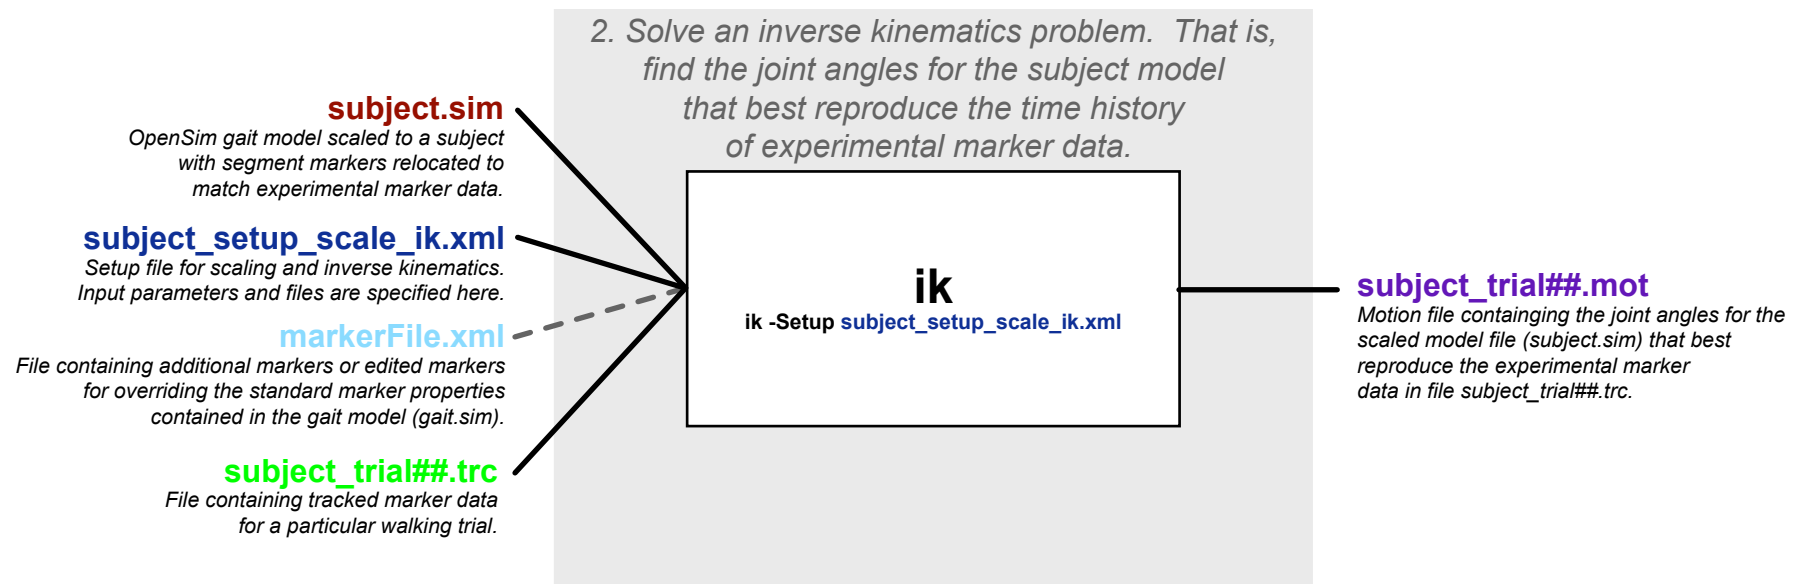 2. Solve an inverse kinematics problem.  That is,
find the joint angles for the subject model
that best reproduce the time history
of experimental marker data.
subject.sim
OpenSim gait model scaled to a subject
with segment markers relocated to
match experimental marker data.
subject_setup_scale_ik.xml
Setup file for scaling and inverse kinematics.
Input parameters and files are specified here.
markerFile.xml
File containing additional markers or edited markers
for overriding the standard marker properties
contained in the gait model (gait.sim).
subject_trial##.trc
File containing tracked marker data
for a particular walking trial.
ik
ik -Setup subject_setup_scale_ik.xml
subject_trial##.mot
Motion file containging the joint angles for the
scaled model file (subject.sim) that best
reproduce the experimental marker
data in file subject_trial##.trc.